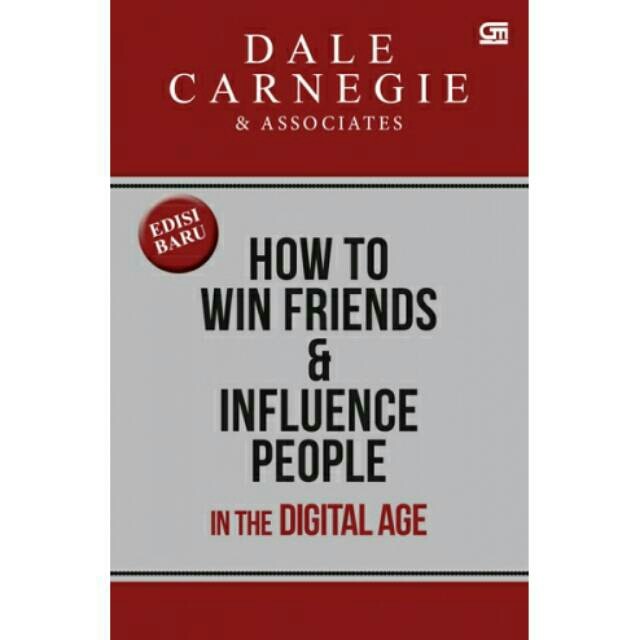 DALE
CARNEGIE
& ASSOCIATES
EDISI
BARU
HOW TO
WIN FRIENDS
&
INFLUENCE
PEOPLE
IN THE DIGITAL AGE